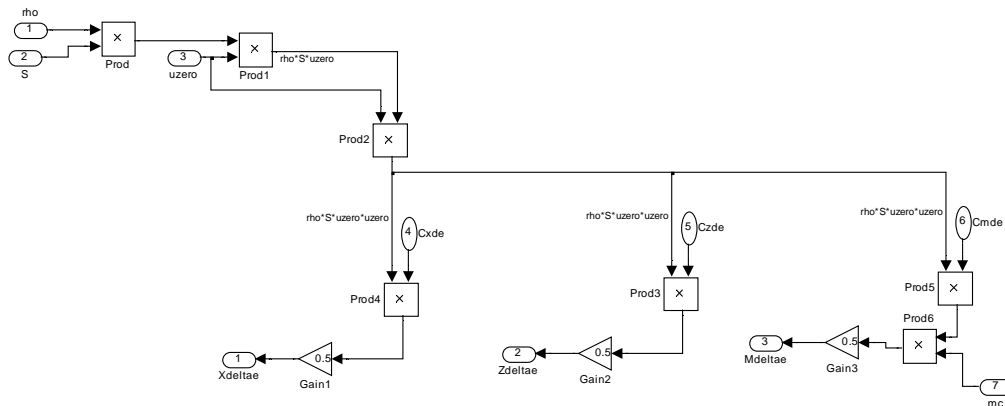 rho
1
×
Prod
2
S
3
uzero
×
Prod1
rho*S*uzero
Prod2
×
rho*S*uzero*uzero
4
Cxde
rho*S*uzero*uzero
5
Czde
rho*S*uzero*uzero
6
Cmde
Prod4
×
Prod3
×
Prod5
×
Prod6
×
1
Xdeltae
0.5
Gain1
2
Zdeltae
0.5
Gain2
3
Mdeltae
0.5
Gain3
7
mc